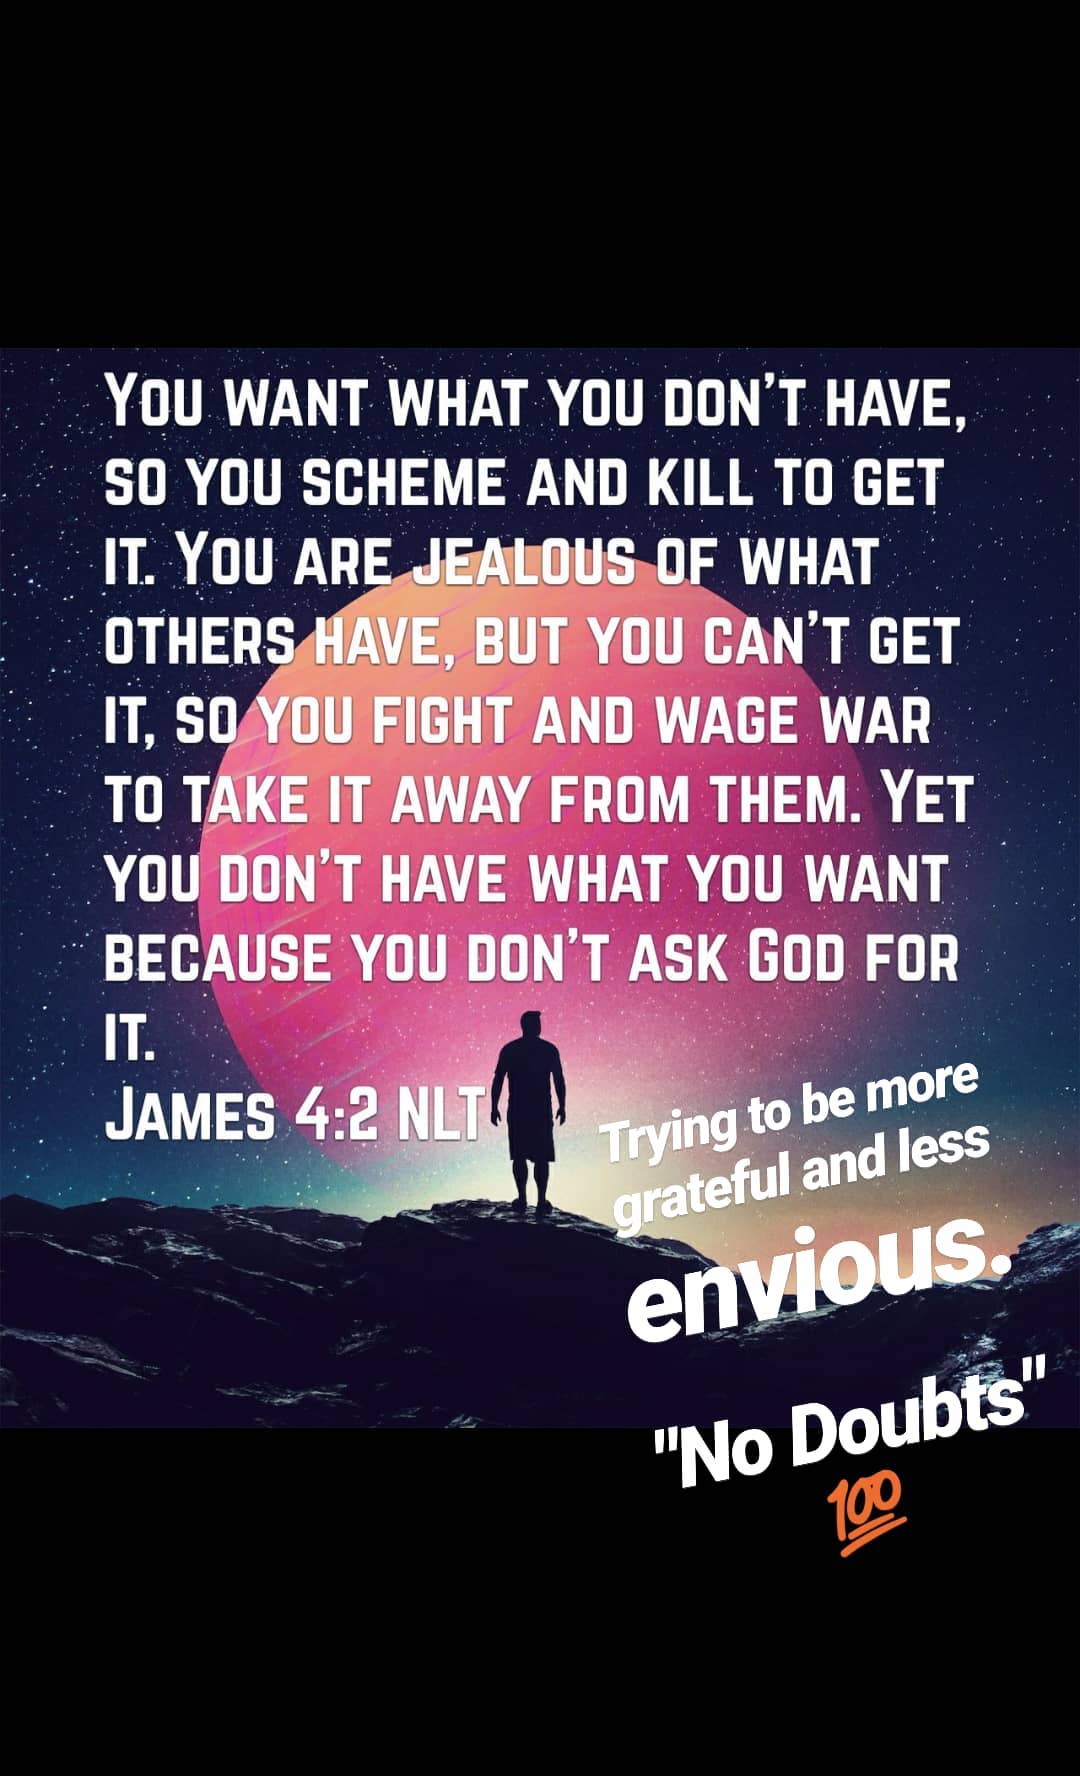 You want what you don't have,
so you scheme and kill to get
it. You are jealous of what
others have, but you can't get
it, so you fight and wage war
to take it away from them. Yet
you don't have what you want
because you don't ask God for
it.
James 4:2 NLT
Trying to be more
grateful and less
envious.
"No Doubts"
💯